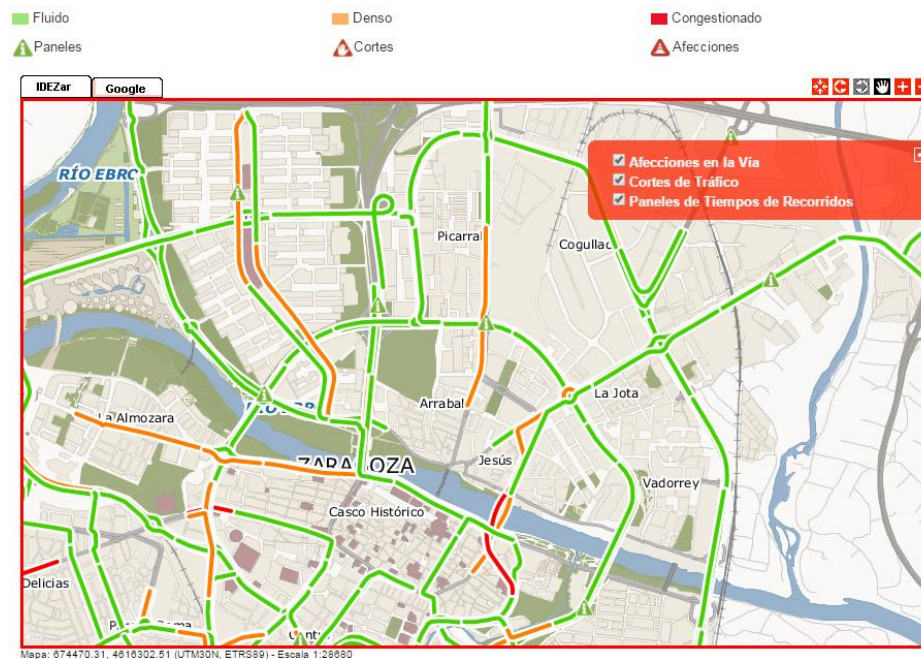 Fluido Denso Congestionado
Paneles Cortes Afecciones
IDEZar Google
Afecciones en la Vía
RÍO EBRO
Cortes de Tráfico
Paneles de Tiempos de Recorridos
Picarral
Cogullad
La Jota
Arrabal
La Almozara
Jesús
ZARAGOZA
Vadorrey
Casco Histórico
Delicias
Mapa: 674470.31, 4616302.51 (UTM30N, ETRS89) - Escala 1:28680